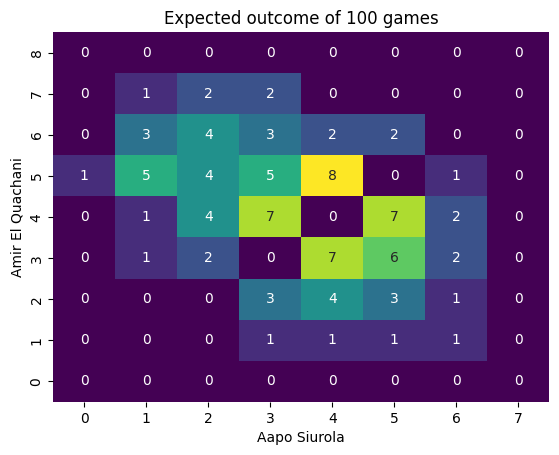 Expected outcome of 100 games
8 0 0 0 0 0 0 0 0
7 0 1 2 2 0 0 0 0
6 0 3 4 3 2 2 0 0
5 1 5 4 5 8 0 1 0
4 0 1 4 7 0 7 2 0
3 0 1 2 0 7 6 2 0
2 0 0 0 3 4 3 1 0
1 0 0 0 1 1 1 1 0
0 0 0 0 0 0 0 0 0
0 1 2 3 4 5 6 7
Amir El Quachani
Aapo Siurola